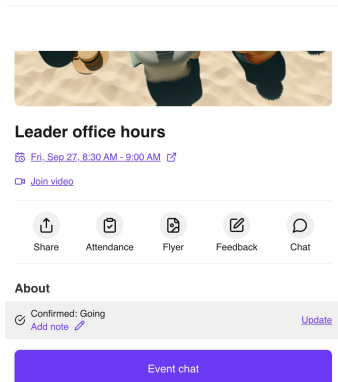 Leader office hours
Fri, Sep 27, 8:30 AM - 9:00 AM
Join video
Share Attendance Flyer Feedback Chat
About
Confirmed: Going
Add note
Update
Event chat